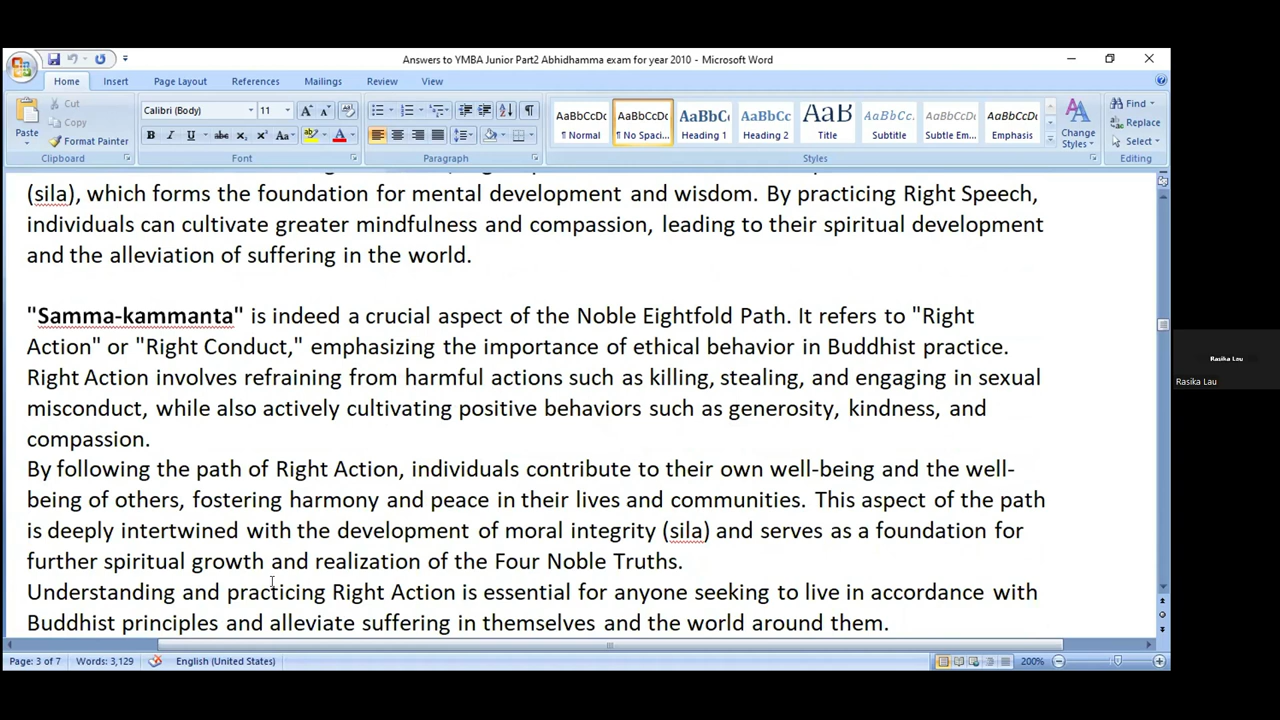 Answers to YMBA Junior Part2 Abhidhamma exam for year 2010 - Microsoft Word
Home Insert Page Layout References Mailings Review View
Cut
Copy
Format Painter
Paste
Clipboard
Calibri (Body) 11
Font
Paragraph
AaBbCcDc AaBbCcDc AaBbC AaBbCc AaB AaBbCc. AaBbCcDc AaBbCcDc
¶ Normal ¶ No Spaci... Heading 1 Heading 2 Title Subtitle Subtle Em... Emphasis
Change Styles
Styles
Find
Replace
Select
Editing
(sila), which forms the foundation for mental development and wisdom. By practicing Right Speech,
individuals can cultivate greater mindfulness and compassion, leading to their spiritual development
and the alleviation of suffering in the world.
"Samma-kammanta" is indeed a crucial aspect of the Noble Eightfold Path. It refers to "Right
Action" or "Right Conduct," emphasizing the importance of ethical behavior in Buddhist practice.
Right Action involves refraining from harmful actions such as killing, stealing, and engaging in sexual
misconduct, while also actively cultivating positive behaviors such as generosity, kindness, and
compassion.
By following the path of Right Action, individuals contribute to their own well-being and the well-
being of others, fostering harmony and peace in their lives and communities. This aspect of the path
is deeply intertwined with the development of moral integrity (sila) and serves as a foundation for
further spiritual growth and realization of the Four Noble Truths.
Understanding and practicing Right Action is essential for anyone seeking to live in accordance with
Buddhist principles and alleviate suffering in themselves and the world around them.
Page: 3 of 7 Words: 3,129 English (United States) 200%
Rasika Lau
Rasika Lau